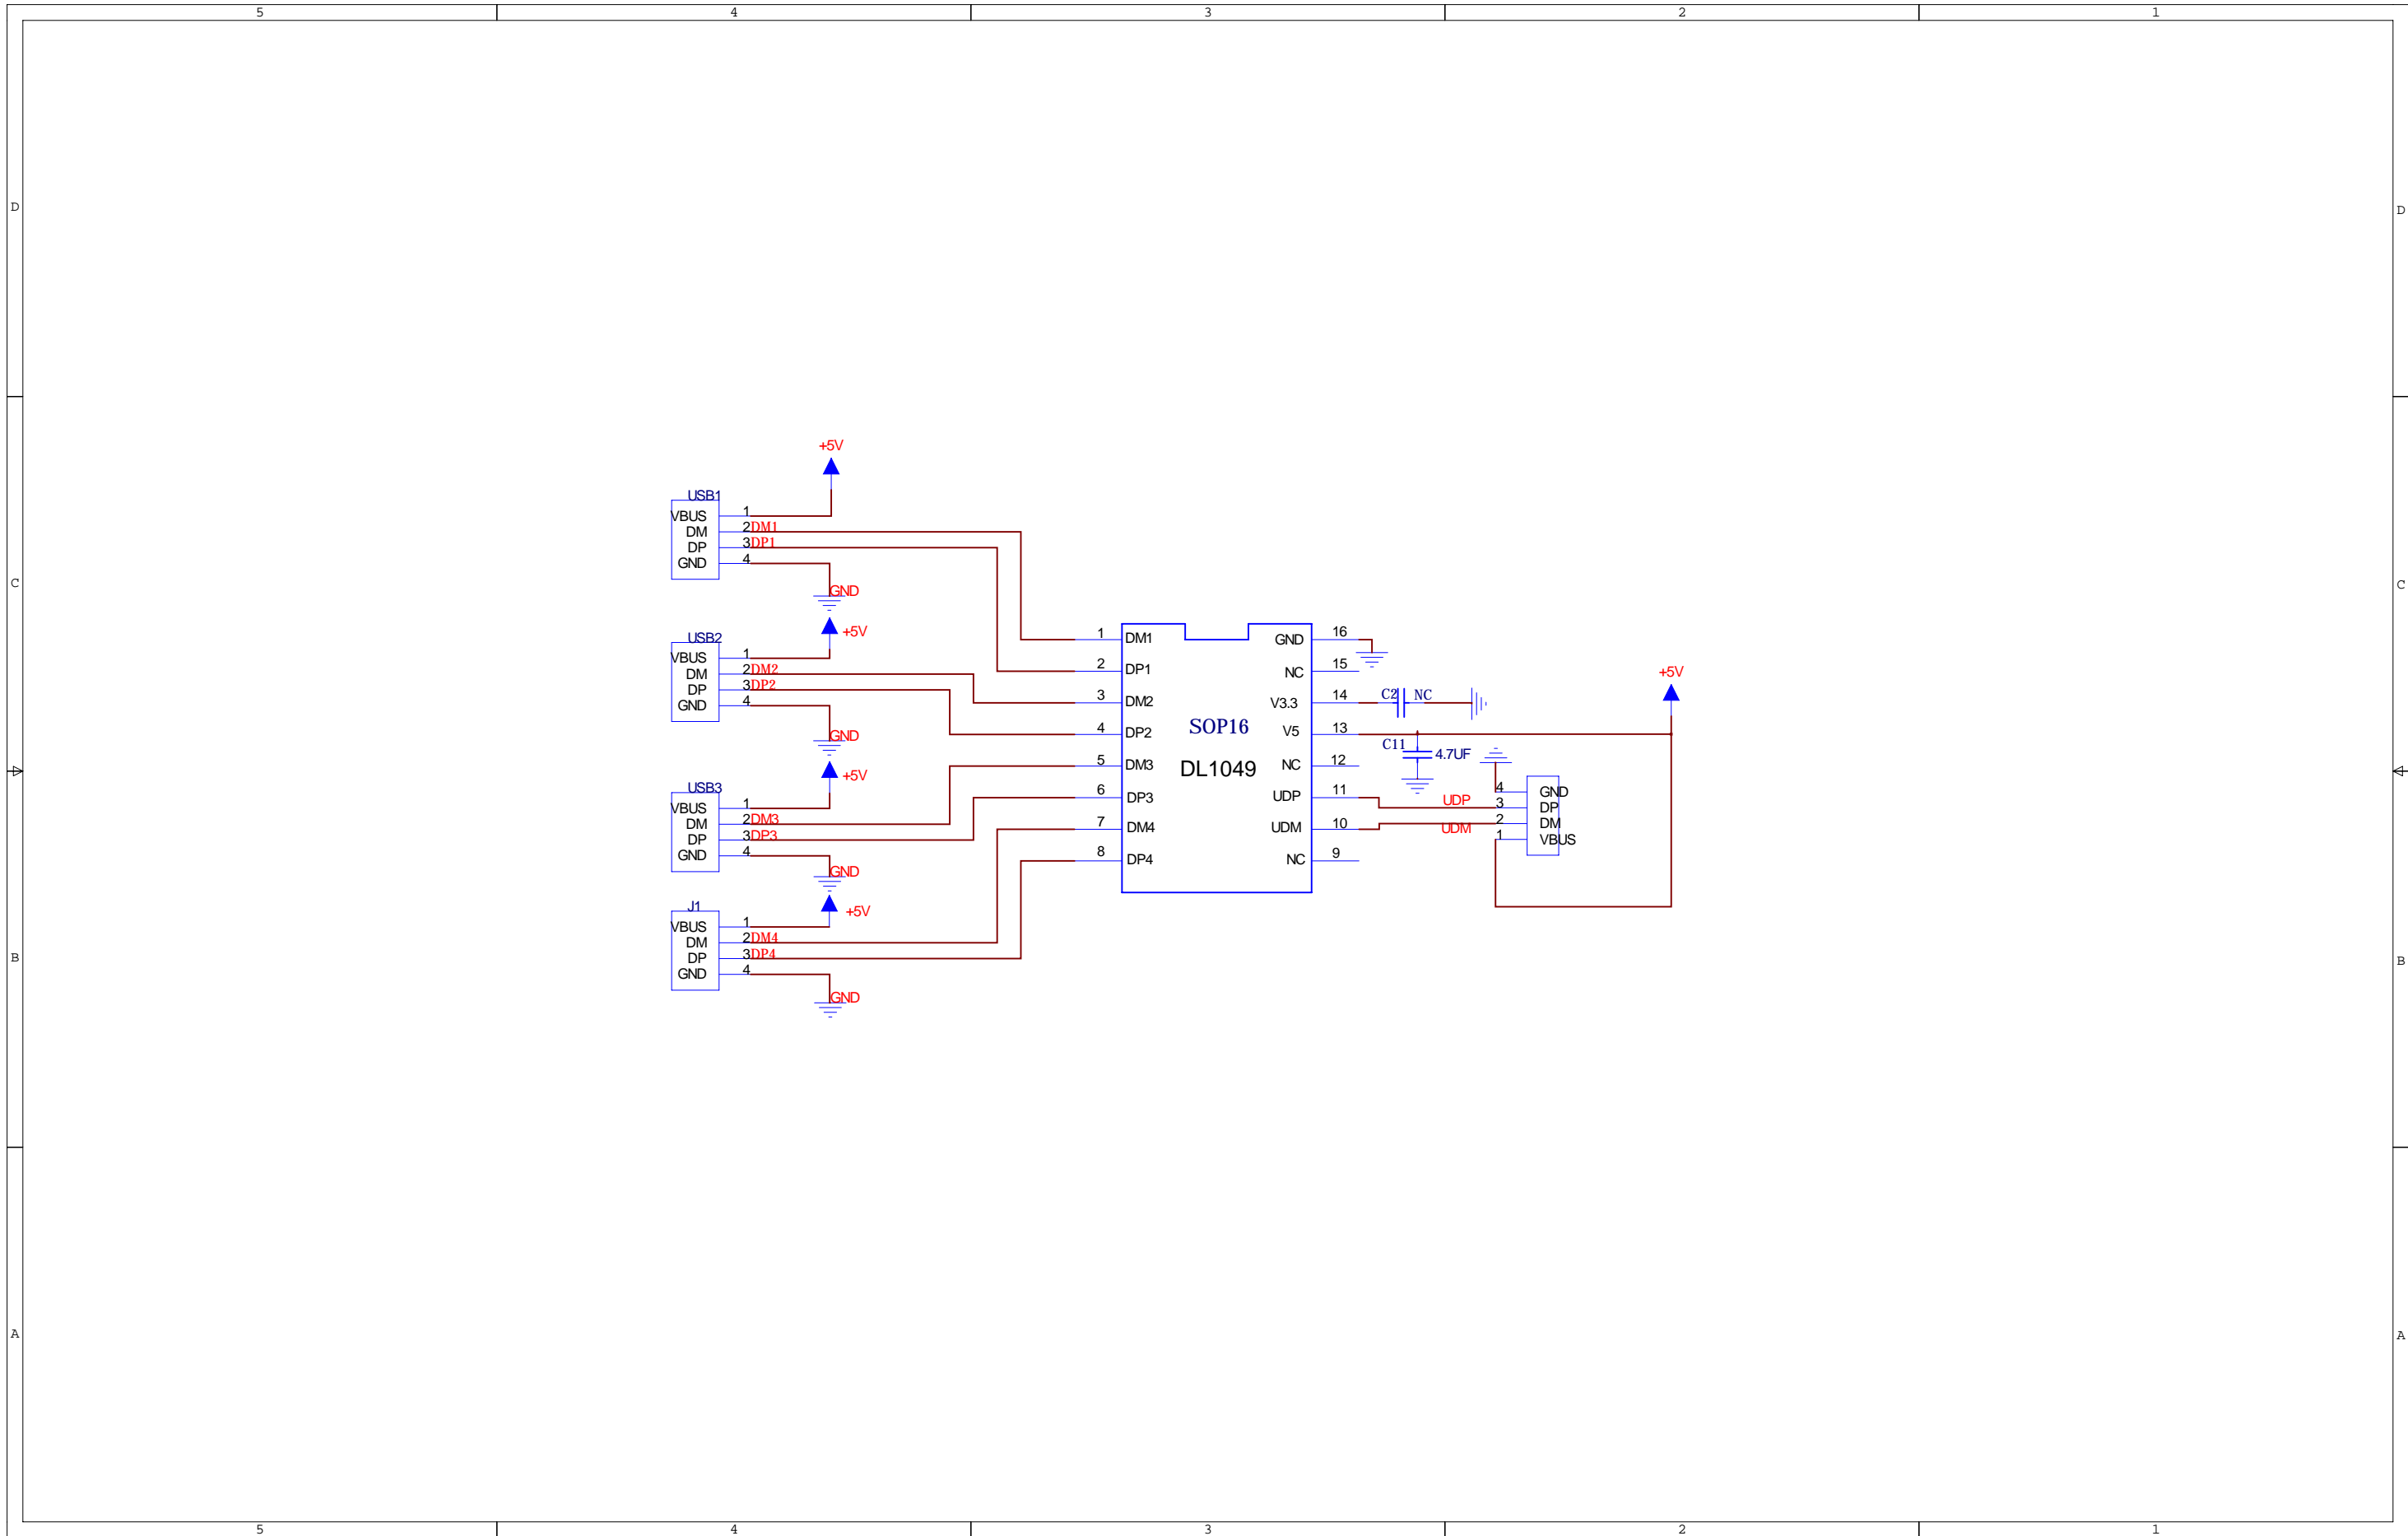 5 4 3 2 1
D D
+5V
USB1
VBUS 1
DM 2 DM1
DP 3 DP1
GND 4
C C
GND
+5V
USB2
VBUS 1
DM 2 DM2
DP 3 DP2
GND 4
GND
+5V
USB3
VBUS 1
DM 2 DM3
DP 3 DP3
GND 4
GND
+5V
J1
VBUS 1
DM 2 DM4
DP 3 DP4
GND 4
GND
1 DM1 GND 16
2 DP1 NC 15
3 DM2 V3.3 14 C2 NC
4 DP2 V5 13
SOP16
DL1049
5 DM3 NC 12
6 DP3 UDP 11
7 DM4 UDM 10
8 DP4 NC 9
+5V
C11 4.7UF
4 GND
UDP 3 DP
UDM 2 DM
1 VBUS
B B
A A
5 4 3 2 1